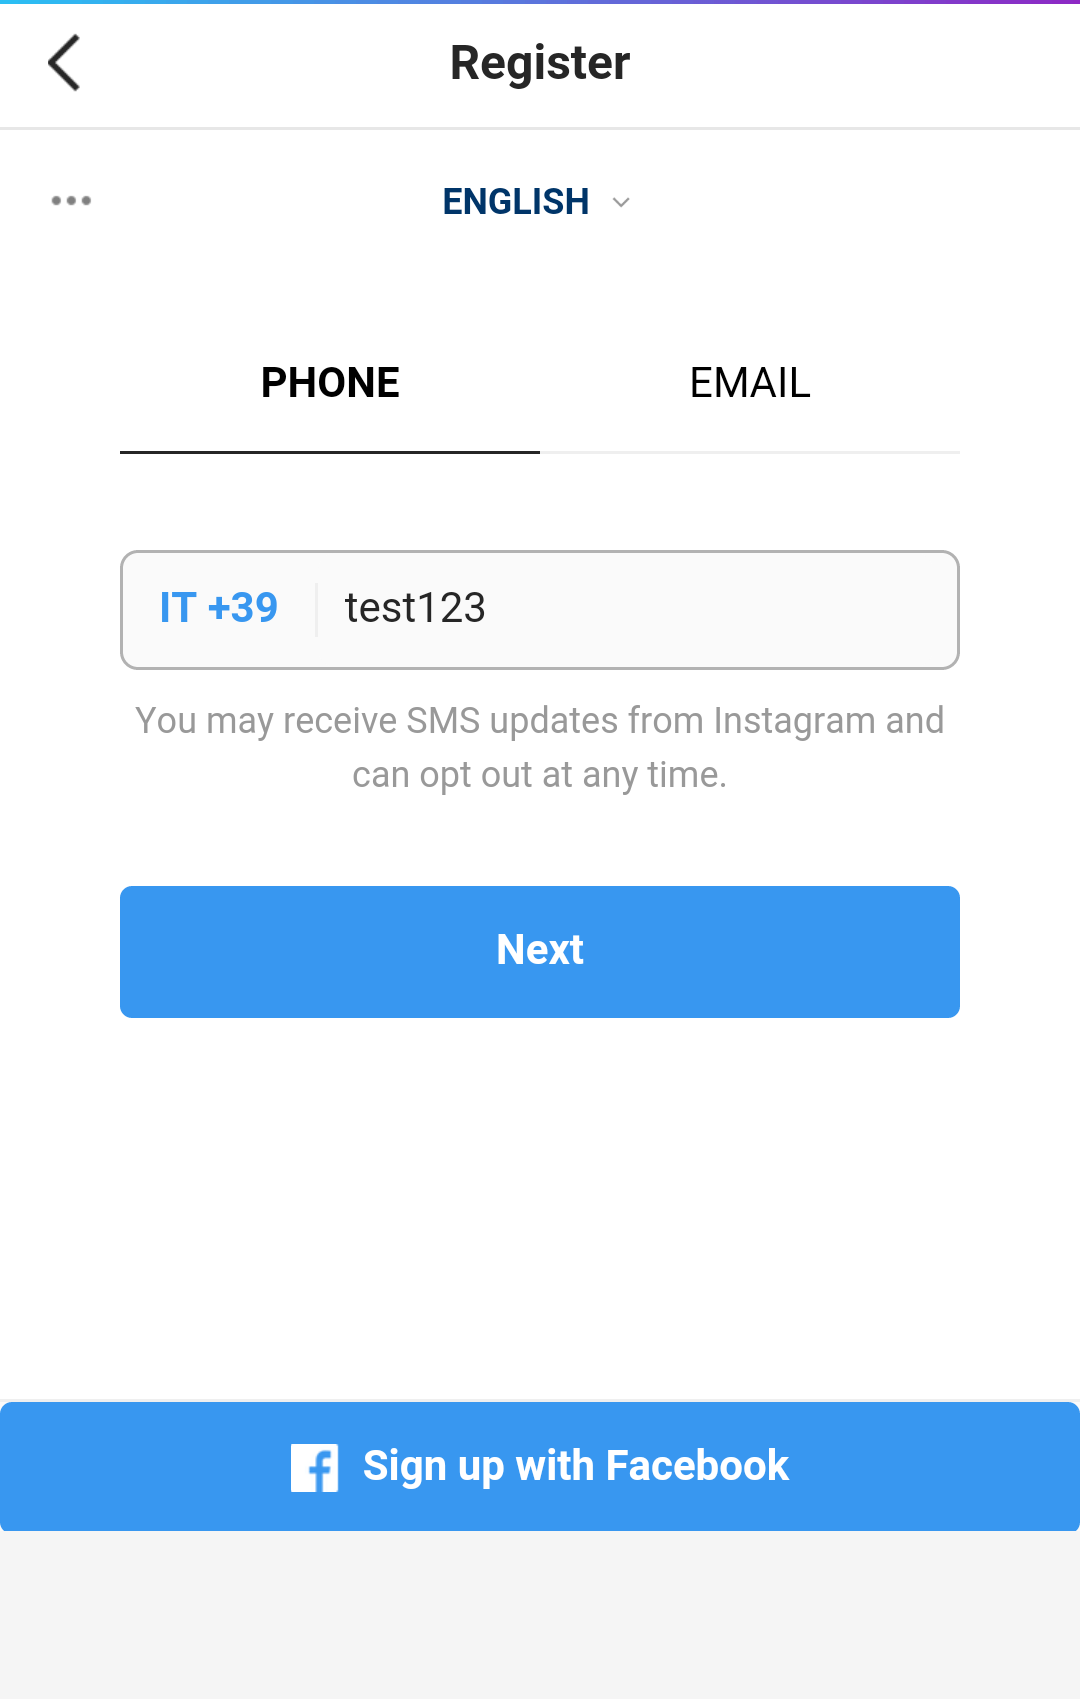 Register
ENGLISH
PHONE
EMAIL
IT +39
test123
You may receive SMS updates from Instagram and
can opt out at any time.
Next
Sign up with Facebook